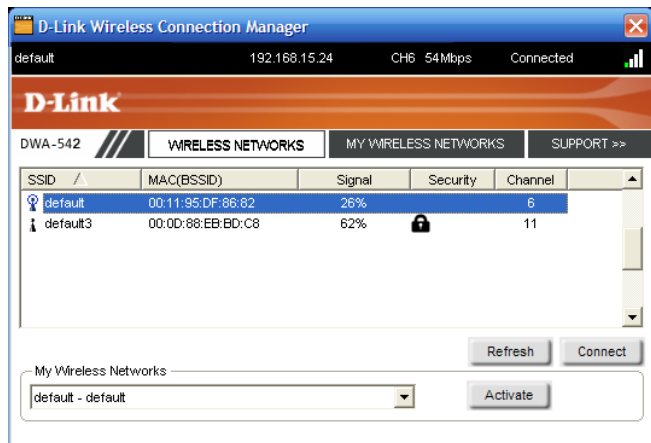 D-Link Wireless Connection Manager
default 192.168.15.24 CH6 54Mbps Connected
D-Link
DWA-542 WIRELESS NETWORKS MY WIRELESS NETWORKS SUPPORT >>
SSID MAC(BSSID) Signal Security Channel
default 00:11:95:DF:86:82 26% 6
default3 00:0D:88:EB:BD:C8 62% 11
Refresh Connect
My Wireless Networks
default - default Activate